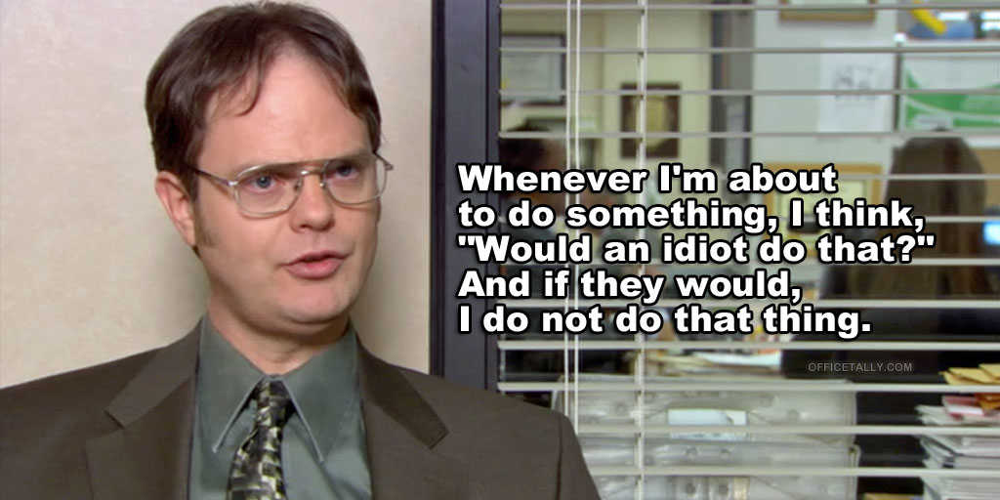 Whenever I'm about
to do something, I think,
"Would an idiot do that?"
And if they would,
I do not do that thing.
OFFICETALLY.COM